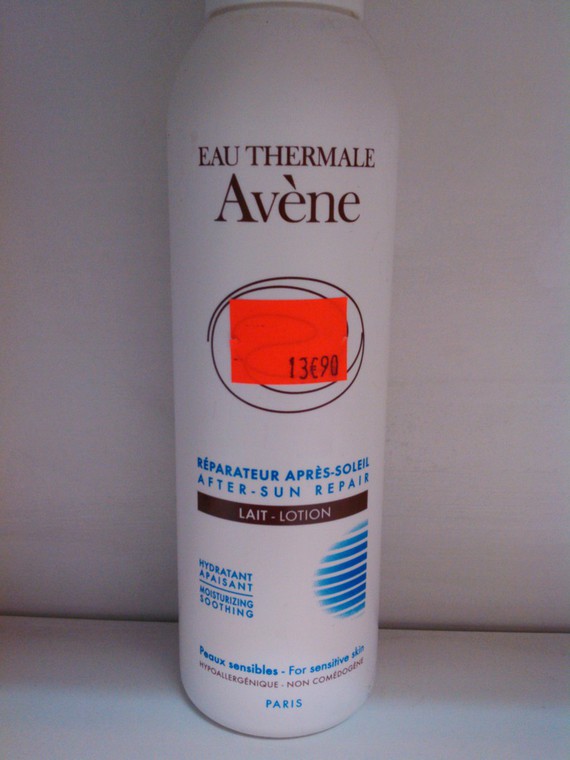 EAU THERMALE
Avène
13€90
RÉPARATEUR APRÈS-SOLEIL
AFTER-SUN REPAIR
LAIT - LOTION
HYDRATANT
APAISANT
MOISTURIZING
SOOTHING
Peaux sensibles - For sensitive skin
HYPOALLERGÉNIQUE - NON COMÉDOGÈNE
PARIS